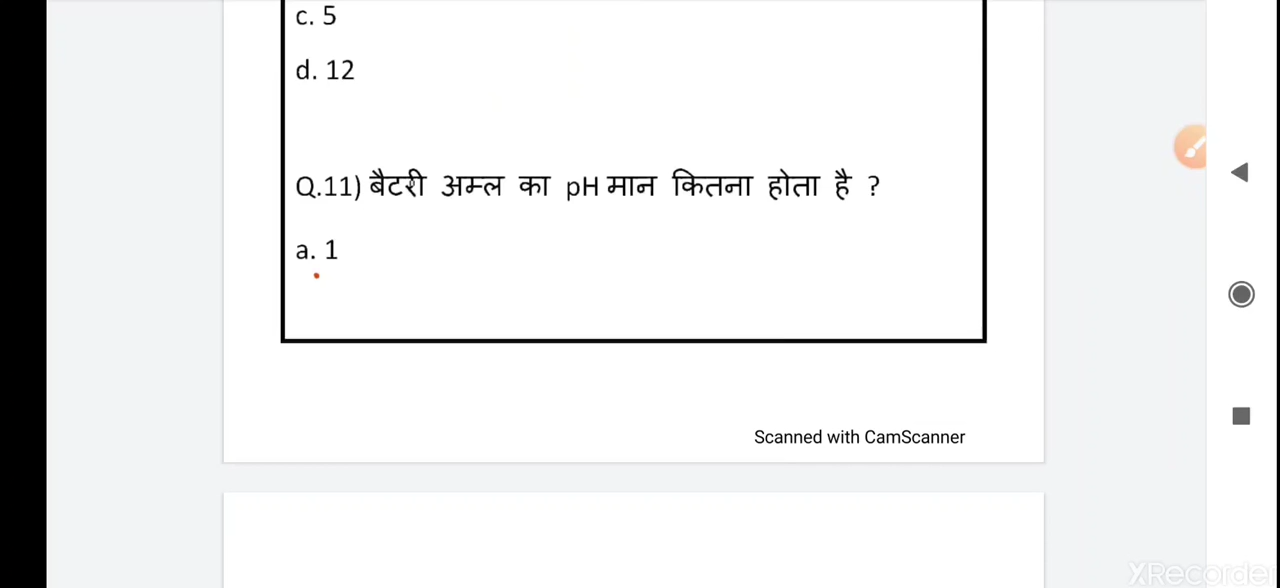 c. 5
d. 12
Q.11) बैटरी अम्ल का pH मान कितना होता है ?
a. 1
Scanned with CamScanner
XRecorder